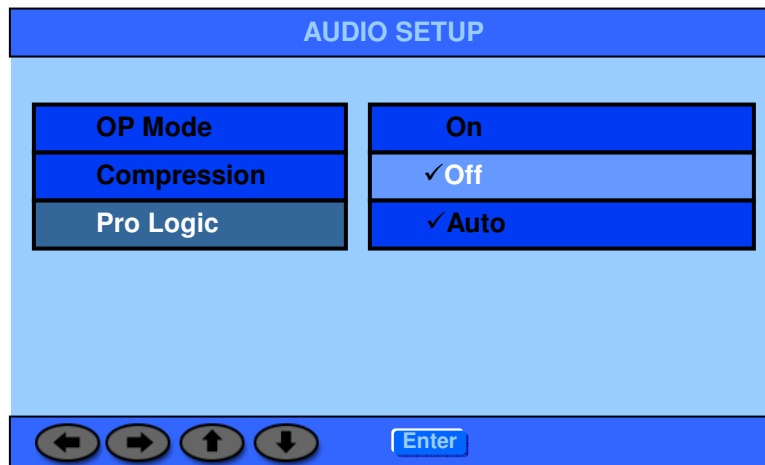 AUDIO SETUP
OP Mode On
Compression ✓Off
Pro Logic ✓Auto
Enter